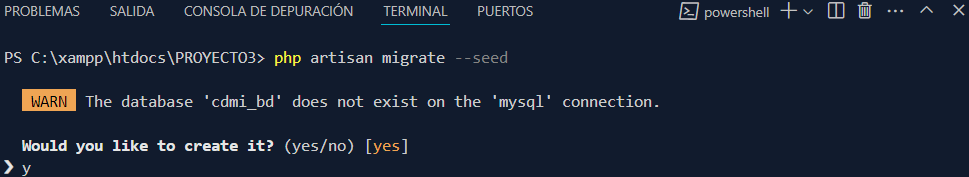 PROBLEMAS SALIDA CONSOLA DE DEPURACIÓN TERMINAL PUERTOS powershell
PS C:\xampp\htdocs\PROYECTO3> php artisan migrate --seed
WARN The database 'cdmi_bd' does not exist on the 'mysql' connection.
Would you like to create it? (yes/no) [yes]
❯ y